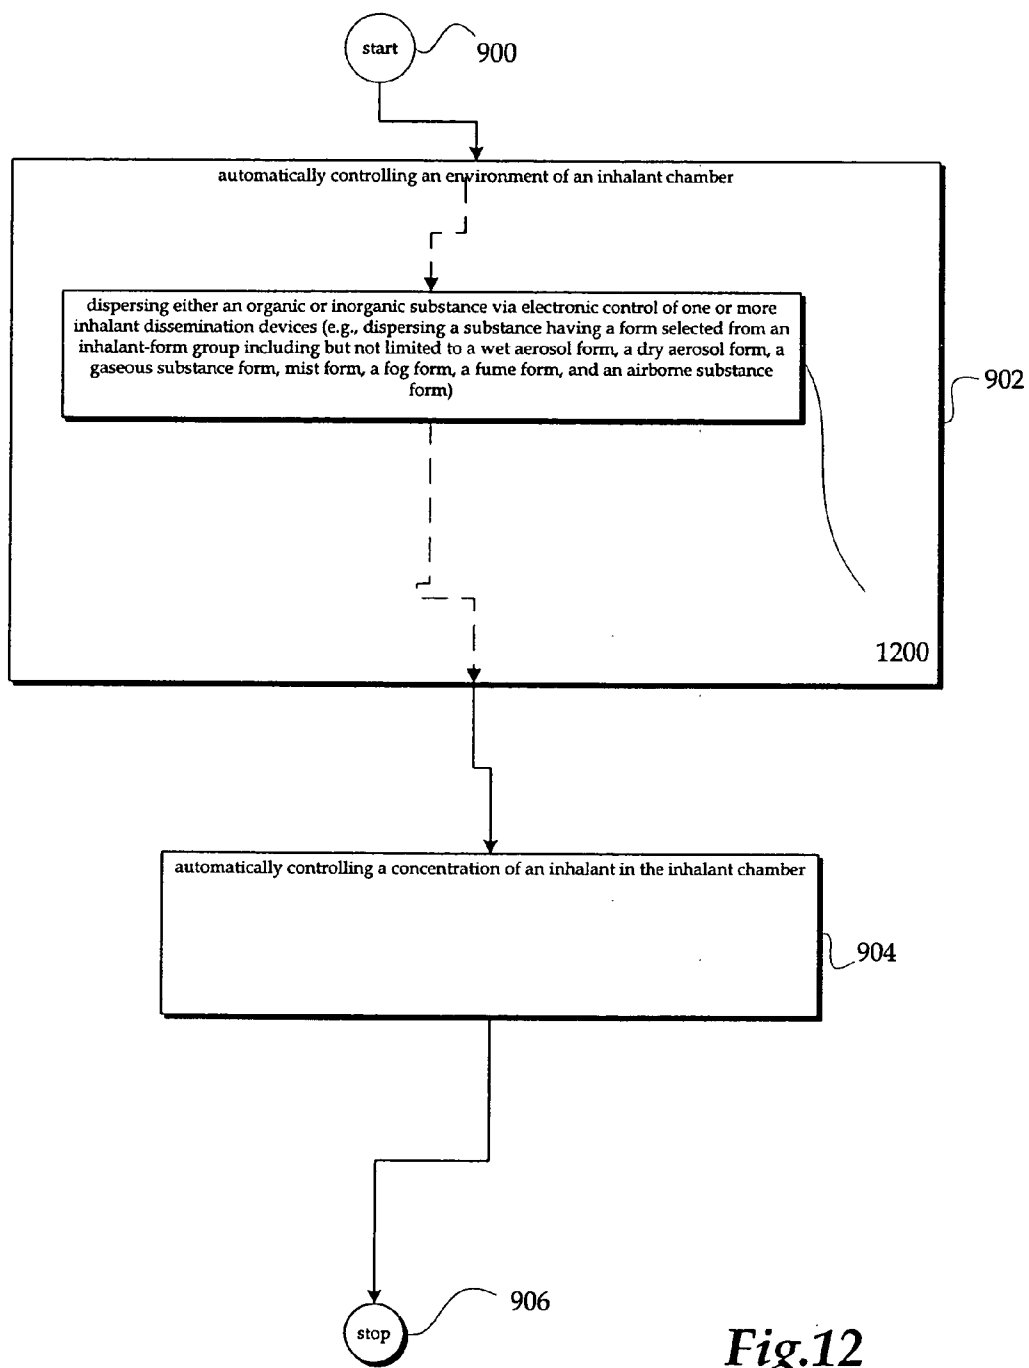 start
900
automatically controlling an environment of an inhalant chamber
dispersing either an organic or inorganic substance via electronic control of one or more
inhalant dissemination devices (e.g., dispersing a substance having a form selected from an
inhalant-form group including but not limited to a wet aerosol form, a dry aerosol form, a
gaseous substance form, mist form, a fog form, a fume form, and an airborne substance
form)
902
1200
automatically controlling a concentration of an inhalant in the inhalant chamber
904
906
stop
Fig.12